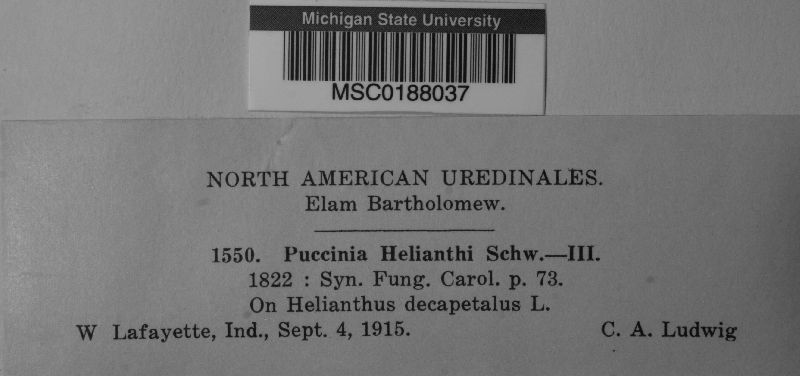 Michigan State University
MSC0188037
NORTH AMERICAN UREDINALES.
Elam Bartholomew.
1550. Puccinia Helianthi Schw.—III.
1822 : Syn. Fung. Carol. p. 73.
On Helianthus decapetalus L.
W Lafayette, Ind., Sept. 4, 1915. C. A. Ludwig